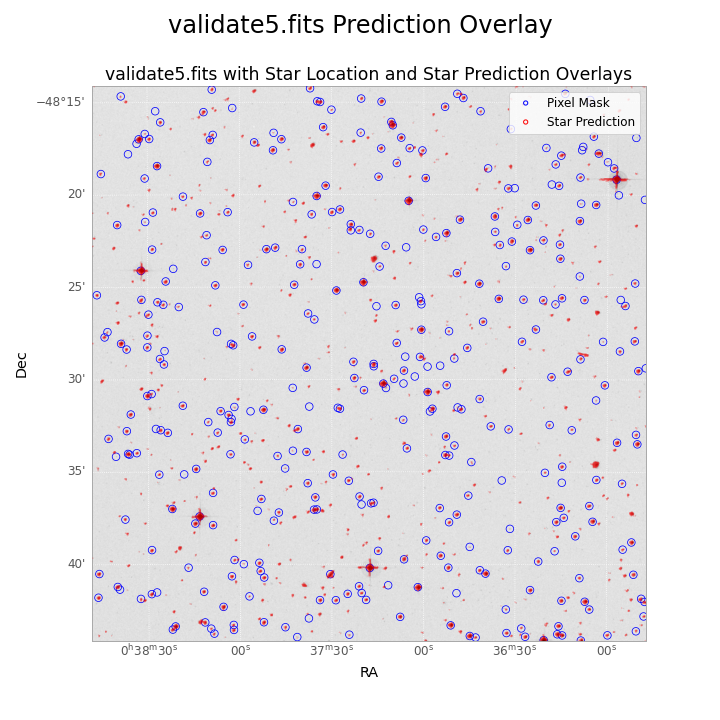 validate5.fits Prediction Overlay
validate5.fits with Star Location and Star Prediction Overlays
Pixel Mask
Star Prediction
−48°15'
20'
25'
30'
35'
40'
Dec
0ʰ38ᵐ30ˢ
00ˢ
37ᵐ30ˢ
00ˢ
36ᵐ30ˢ
00ˢ
RA